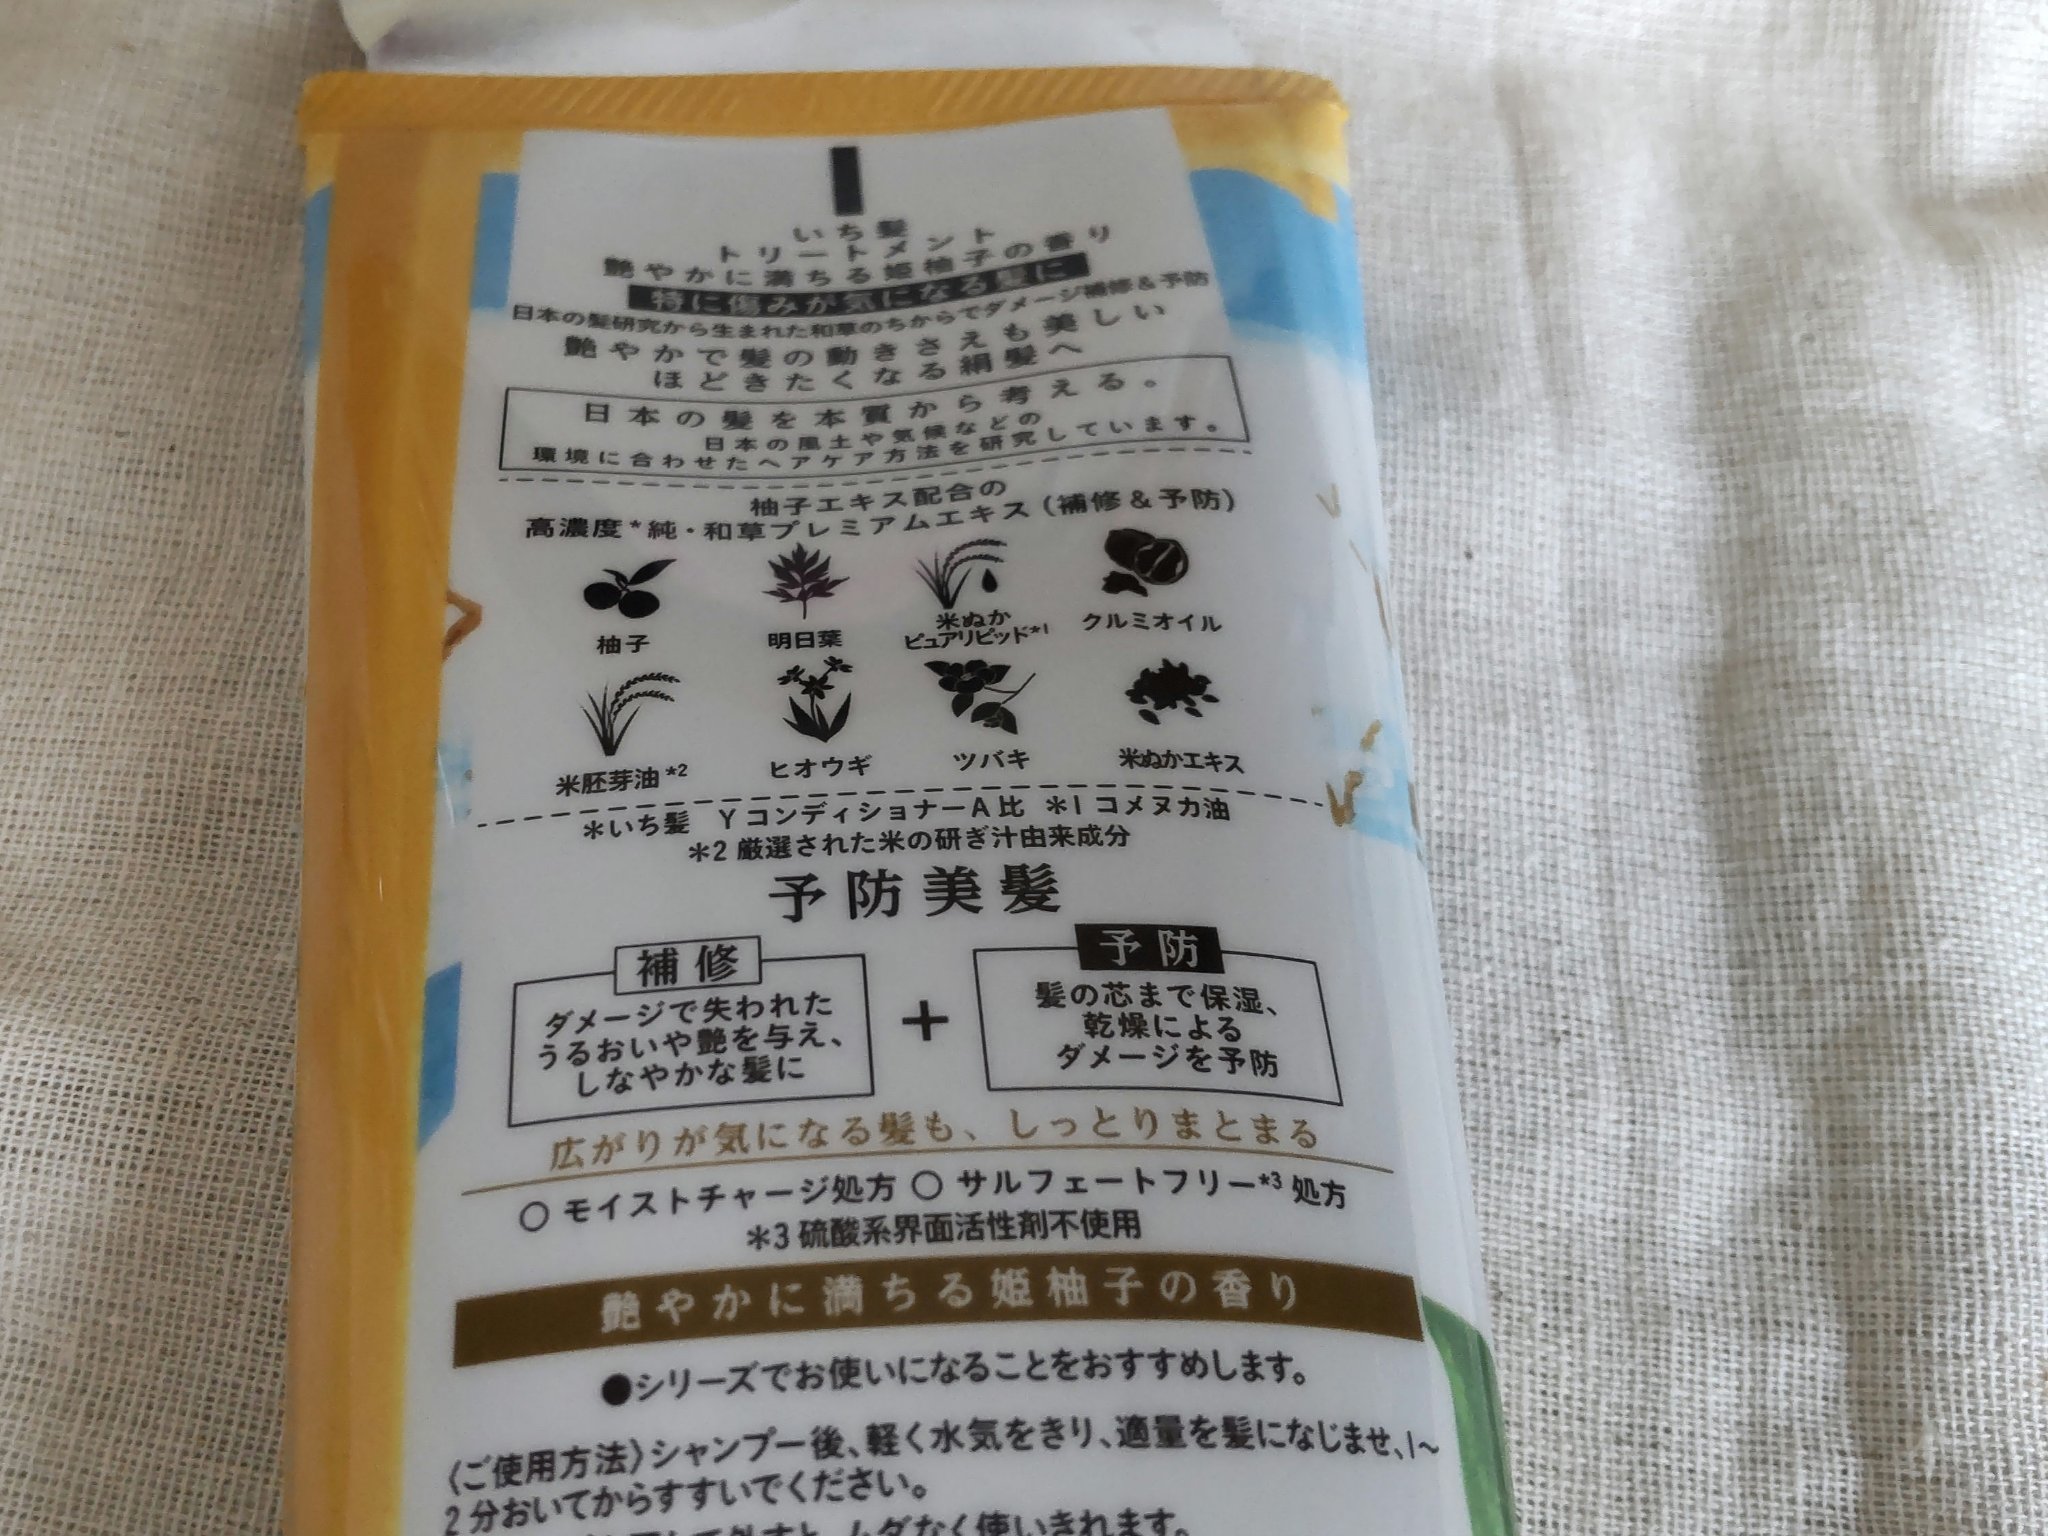 いち髪
トリートメント
艶やかに満ちる姫柚子の香り
特に傷みが気になる髪に
日本の髪研究から生まれた和草のちからでダメージ補修&予防
艶やかで髪の動きさえも美しい
ほどきたくなる絹髪へ
日本の髪を本質から考える。
日本の風土や気候などの
環境に合わせたヘアケア方法を研究しています。
柚子エキス配合の
高濃度*純・和草プレミアムエキス(補修&予防)
柚子
明日葉
米ぬか
ピュアリピッド*1
クルミオイル
米胚芽油*2
ヒオウギ
ツバキ
米ぬかエキス
*いち髪 YコンディショナーA比 *1コメヌカ油
*2 厳選された米の研ぎ汁由来成分
予防美髪
補修
ダメージで失われた
うるおいや艶を与え、
しなやかな髪に
+
予防
髪の芯まで保湿、
乾燥による
ダメージを予防
広がりが気になる髪も、しっとりまとまる
○モイストチャージ処方 ○サルフェートフリー*3処方
*3 硫酸系界面活性剤不使用
艶やかに満ちる姫柚子の香り
●シリーズでお使いになることをおすすめします。
〈ご使用方法〉シャンプー後、軽く水気をきり、適量を髪になじませ、1~
2分おいてからすすいでください。
ムダなく使いきれます。